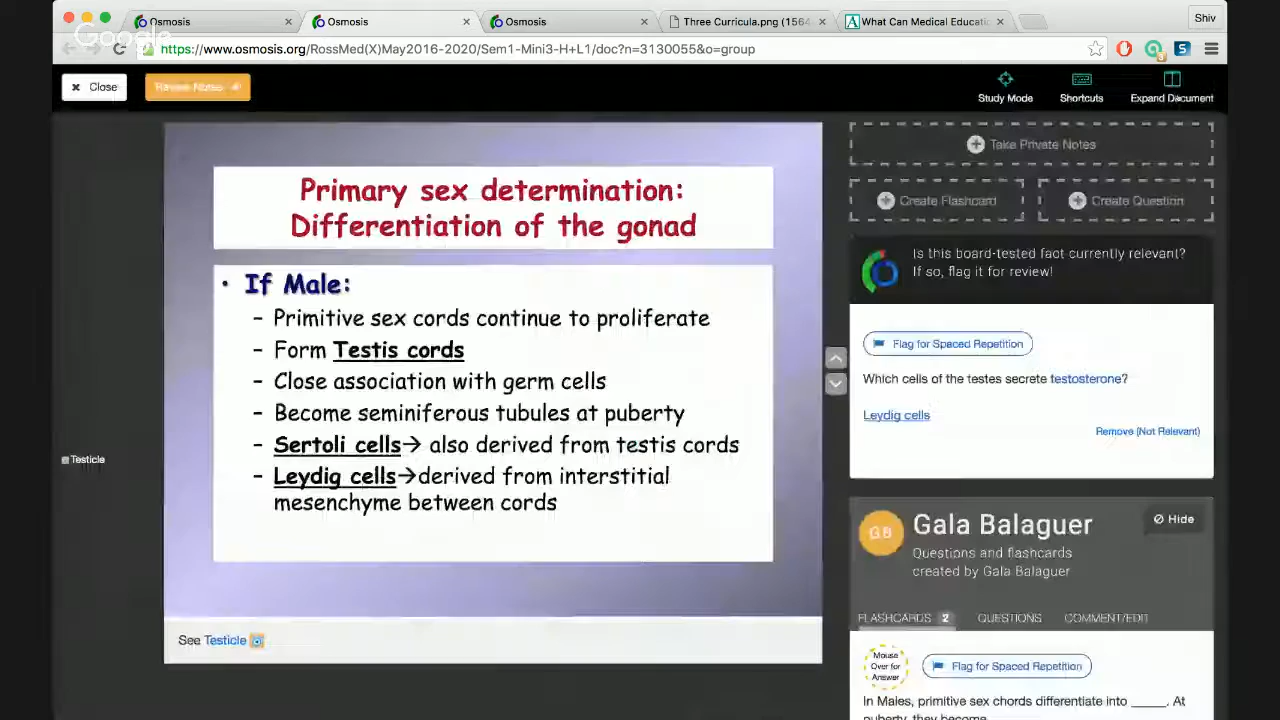 Osmosis
Osmosis
Osmosis
Three Curricula.png (1564
What Can Medical Educati
Shiv
Google
https://www.osmosis.org/RossMed(X)May2016-2020/Sem1-Mini3-H+L1/doc?n=3130055&o=group
Close
Review Notes
Study Mode
Shortcuts
Expand Document
Primary sex determination:
Differentiation of the gonad
• If Male:
– Primitive sex cords continue to proliferate
– Form Testis cords
– Close association with germ cells
– Become seminiferous tubules at puberty
– Sertoli cells→ also derived from testis cords
– Leydig cells→derived from interstitial
mesenchyme between cords
Testicle
See Testicle
Take Private Notes
Create Flashcard
Create Question
Is this board-tested fact currently relevant?
If so, flag it for review!
Flag for Spaced Repetition
Which cells of the testes secrete testosterone?
Leydig cells
Remove (Not Relevant)
GB
Gala Balaguer
Hide
Questions and flashcards
created by Gala Balaguer
FLASHCARDS 2
QUESTIONS
COMMENT/EDIT
Mouse
Over for
Answer
Flag for Spaced Repetition
In Males, primitive sex chords differentiate into _____. At
puberty, they become